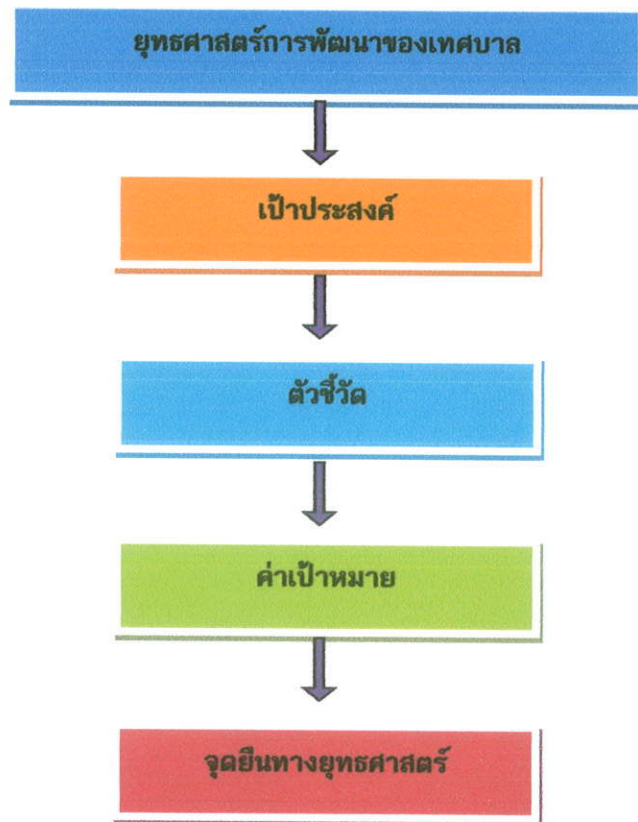 ยุทธศาสตร์การพัฒนาของเทศบาล
เป้าประสงค์
ตัวชี้วัด
ค่าเป้าหมาย
จุดยืนทางยุทธศาสตร์